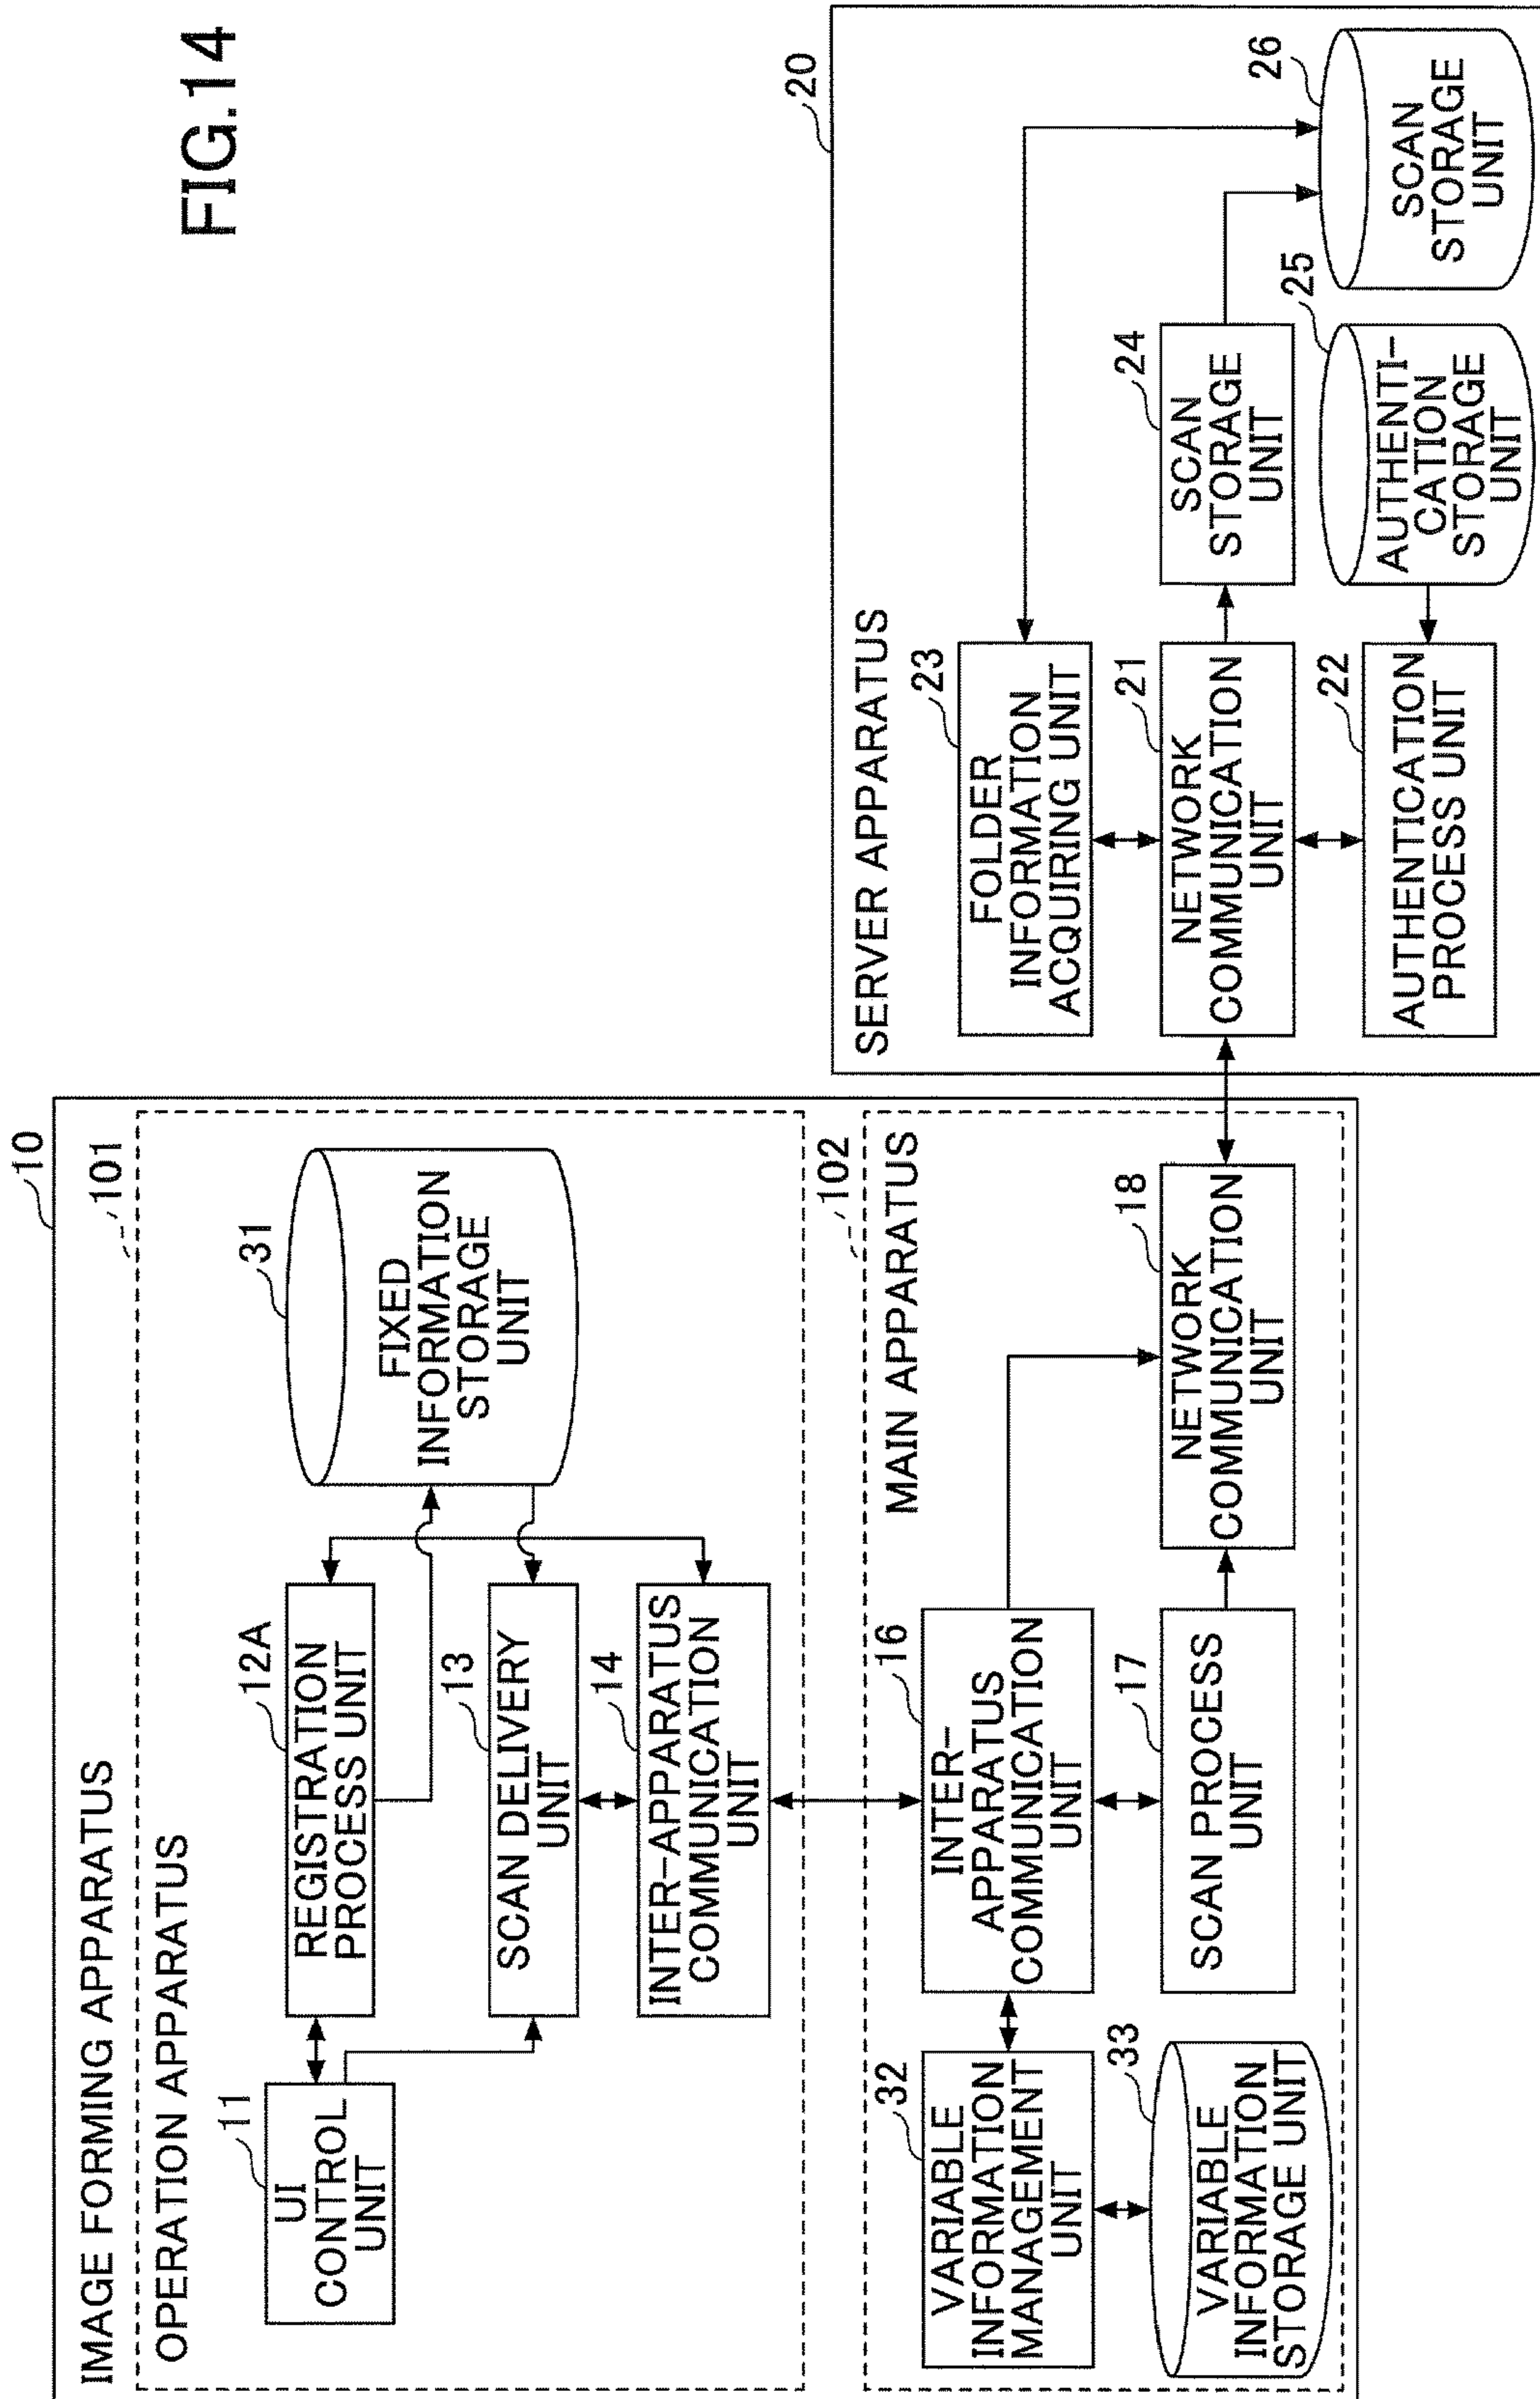 FIG.14
IMAGE FORMING APPARATUS
10
OPERATION APPARATUS
101
UI
CONTROL
UNIT
11
REGISTRATION
PROCESS UNIT
12A
SCAN DELIVERY
UNIT
13
INTER-APPARATUS
COMMUNICATION
UNIT
14
FIXED
INFORMATION
STORAGE
UNIT
31
MAIN APPARATUS
102
VARIABLE
INFORMATION
MANAGEMENT
UNIT
32
VARIABLE
INFORMATION
STORAGE UNIT
33
INTER-
APPARATUS
COMMUNICATION
UNIT
16
SCAN PROCESS
UNIT
17
NETWORK
COMMUNICATION
UNIT
18
SERVER APPARATUS
20
FOLDER
INFORMATION
ACQUIRING UNIT
23
NETWORK
COMMUNICATION
UNIT
21
AUTHENTICATION
PROCESS UNIT
22
SCAN
STORAGE
UNIT
24
AUTHENTI-
CATION
STORAGE
UNIT
25
SCAN
STORAGE
UNIT
26